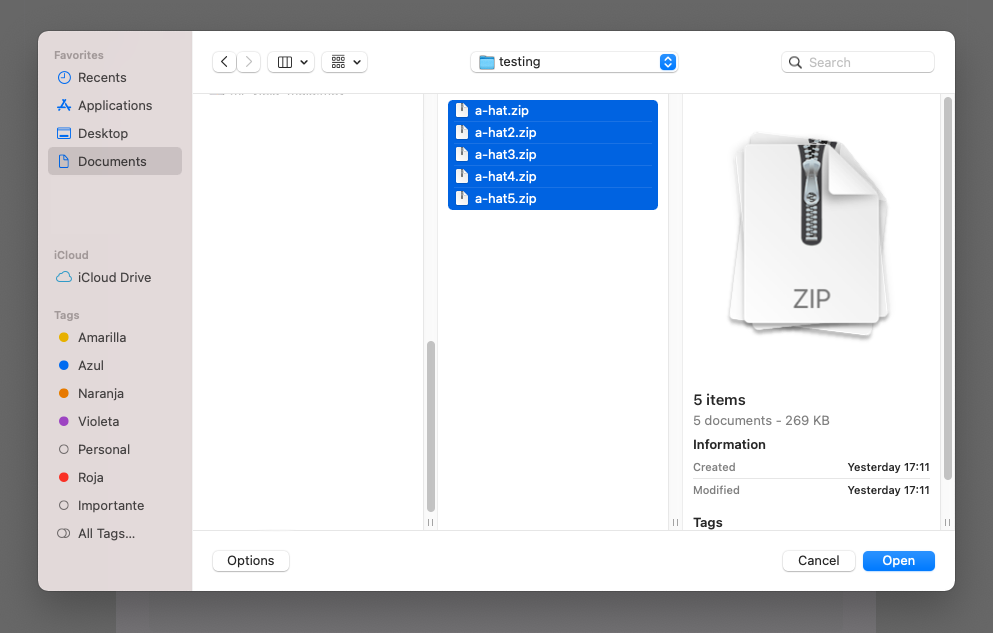 Favorites
Recents
Applications
Desktop
Documents
iCloud
iCloud Drive
Tags
Amarilla
Azul
Naranja
Violeta
Personal
Roja
Importante
All Tags...
testing
Search
a-hat.zip
a-hat2.zip
a-hat3.zip
a-hat4.zip
a-hat5.zip
ZIP
5 items
5 documents - 269 KB
Information
Created Yesterday 17:11
Modified Yesterday 17:11
Tags
Options
Cancel
Open